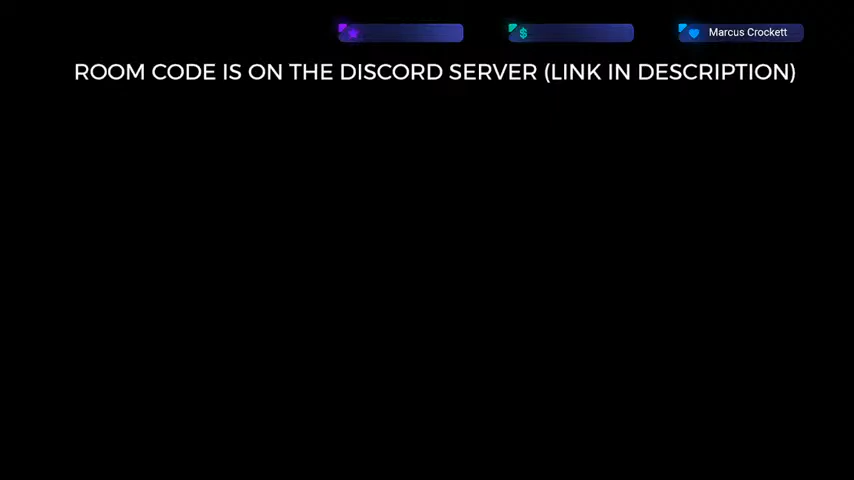 Marcus Crockett
ROOM CODE IS ON THE DISCORD SERVER (LINK IN DESCRIPTION)